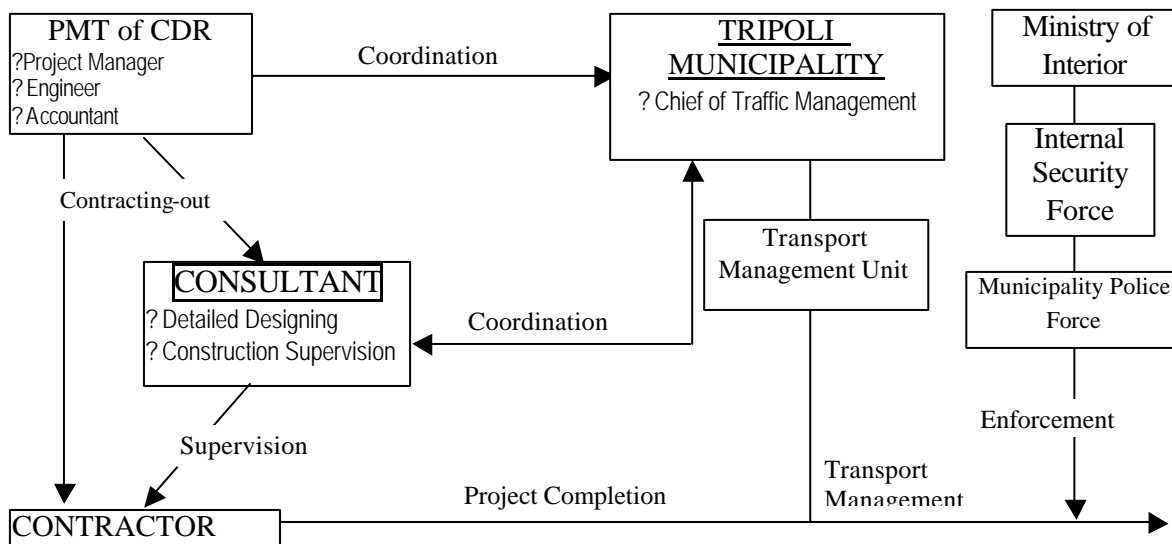 PMT of CDR
?Project Manager
?Engineer
?Accountant
Coordination
TRIPOLI
MUNICIPALITY
?Chief of Traffic Management
Ministry of
Interior
Internal
Security
Force
Contracting-out
Transport
Management Unit
CONSULTANT
?Detailed Designing
?Construction Supervision
Coordination
Municipality Police
Force
Enforcement
Supervision
Transport
Management
Project Completion
CONTRACTOR